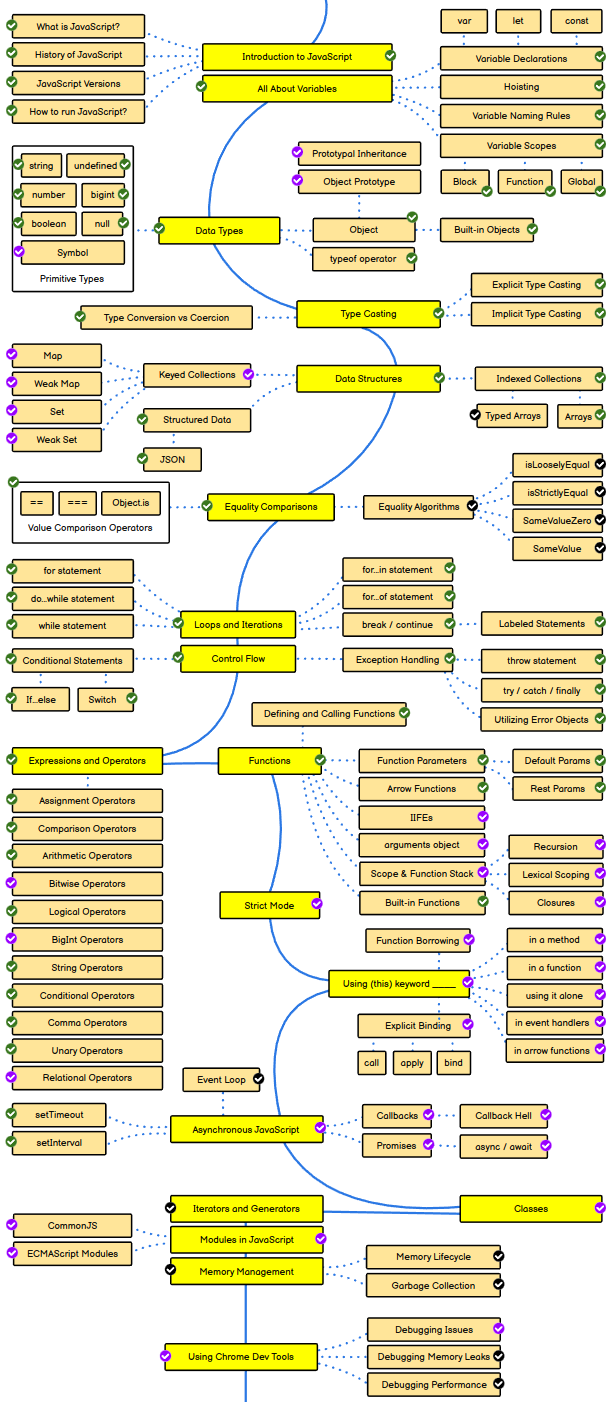 What is JavaScript?
History of JavaScript
JavaScript Versions
How to run JavaScript?
Introduction to JavaScript
All About Variables
var
let
const
Variable Declarations
Hoisting
Variable Naming Rules
Variable Scopes
Block
Function
Global
string
undefined
number
bigint
boolean
null
Symbol
Primitive Types
Data Types
Prototypal Inheritance
Object Prototype
Object
typeof operator
Built-in Objects
Type Conversion vs Coercion
Type Casting
Explicit Type Casting
Implicit Type Casting
Map
Weak Map
Set
Weak Set
Keyed Collections
Structured Data
JSON
Data Structures
Indexed Collections
Typed Arrays
Arrays
==
===
Object.is
Value Comparison Operators
Equality Comparisons
Equality Algorithms
isLooselyEqual
isStrictlyEqual
SameValueZero
SameValue
for statement
do...while statement
while statement
Loops and Iterations
for...in statement
for...of statement
break / continue
Labeled Statements
Conditional Statements
If...else
Switch
Control Flow
Exception Handling
throw statement
try / catch / finally
Utilizing Error Objects
Defining and Calling Functions
Expressions and Operators
Functions
Function Parameters
Default Params
Rest Params
Arrow Functions
IIFEs
arguments object
Scope & Function Stack
Built-in Functions
Recursion
Lexical Scoping
Closures
Assignment Operators
Comparison Operators
Arithmetic Operators
Bitwise Operators
Logical Operators
BigInt Operators
String Operators
Conditional Operators
Comma Operators
Unary Operators
Relational Operators
Strict Mode
Function Borrowing
Using (this) keyword _____
Explicit Binding
call
apply
bind
in a method
in a function
using it alone
in event handlers
in arrow functions
Event Loop
setTimeout
setInterval
Asynchronous JavaScript
Callbacks
Callback Hell
Promises
async / await
Iterators and Generators
Classes
CommonJS
ECMAScript Modules
Modules in JavaScript
Memory Management
Memory Lifecycle
Garbage Collection
Using Chrome Dev Tools
Debugging Issues
Debugging Memory Leaks
Debugging Performance